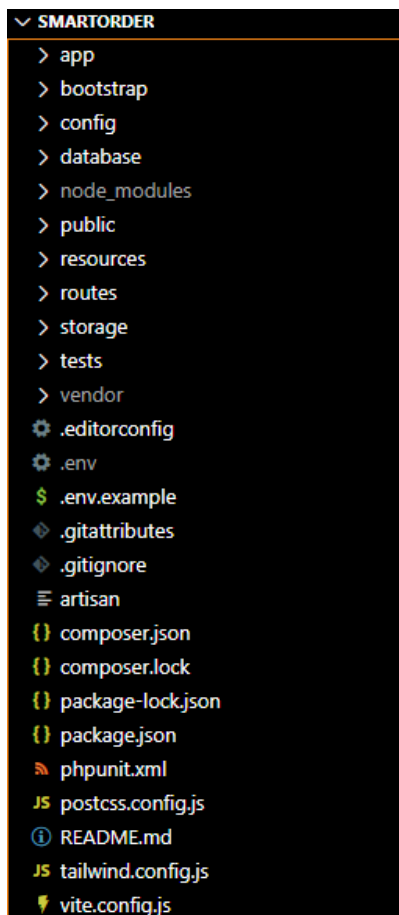 SMARTORDER
app
bootstrap
config
database
node_modules
public
resources
routes
storage
tests
vendor
.editorconfig
.env
$ .env.example
.gitattributes
.gitignore
artisan
{} composer.json
{} composer.lock
{} package-lock.json
{} package.json
phpunit.xml
JS postcss.config.js
README.md
JS tailwind.config.js
vite.config.js